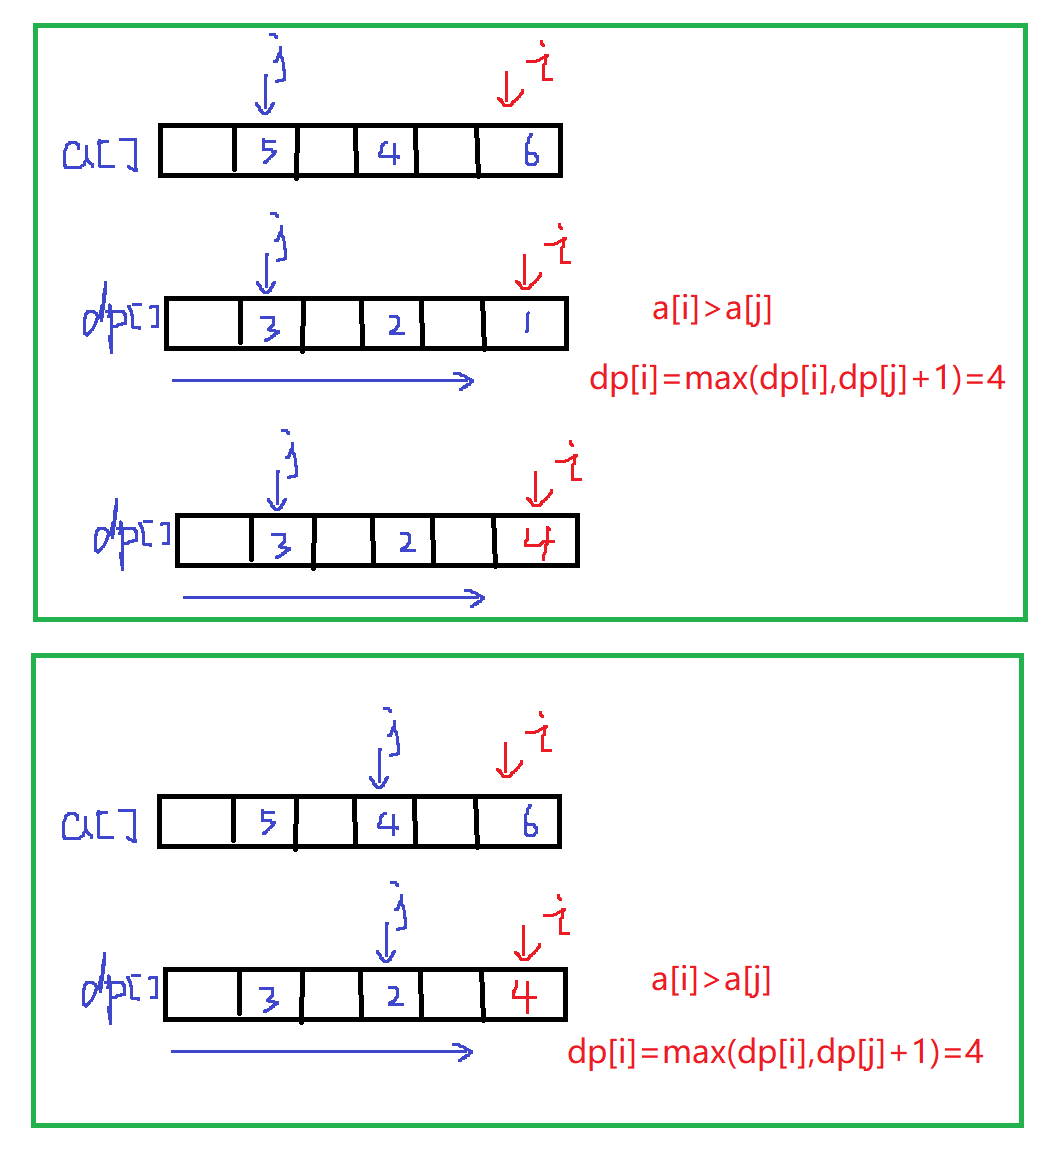 j i
a[] 5 4 6
j i
dp[] 3 2 1
a[i]>a[j]
dp[i]=max(dp[i],dp[j]+1)=4
j i
dp[] 3 2 4
j i
a[] 5 4 6
j i
dp[] 3 2 4
a[i]>a[j]
dp[i]=max(dp[i],dp[j]+1)=4